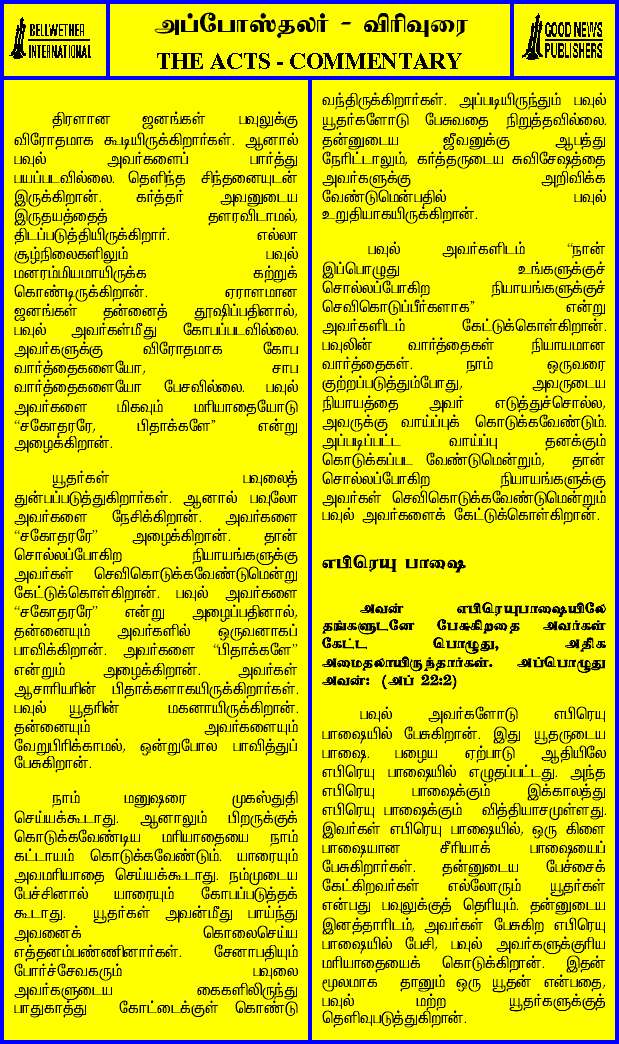 BELLWETHER
INTERNATIONAL
அப்போஸ்தலர் - விரிவுரை
THE ACTS - COMMENTARY
GOOD NEWS
PUBLISHERS
திரளான ஜனங்கள் பவுலுக்கு
விரோதமாக கூடியிருக்கிறார்கள். ஆனால்
பவுல் அவர்களைப் பார்த்து
பயப்படவில்லை. தெளிந்த சிந்தனையுடன்
இருக்கிறான். கர்த்தர் அவனுடைய
இருதயத்தைத் தளரவிடாமல்,
திடப்படுத்தியிருக்கிறார். எல்லா
சூழ்நிலைகளிலும் பவுல்
மனரம்மியமாயிருக்க கற்றுக்
கொண்டிருக்கிறான். ஏராளமான
ஜனங்கள் தன்னைத் தூஷிப்பதினால்,
பவுல் அவர்கள்மீது கோபப்படவில்லை.
அவர்களுக்கு விரோதமாக கோப
வார்த்தைகளையோ, சாப
வார்த்தைகளையோ பேசவில்லை. பவுல்
அவர்களை மிகவும் மரியாதையோடு
“சகோதரரே, பிதாக்களே” என்று
அழைக்கிறான்.
யூதர்கள் பவுலைத்
துன்பப்படுத்துகிறார்கள். ஆனால் பவுலோ
அவர்களை நேசிக்கிறான். அவர்களை
“சகோதரரே” அழைக்கிறான். தான்
சொல்லப்போகிற நியாயங்களுக்கு
அவர்கள் செவிகொடுக்கவேண்டுமென்று
கேட்டுக்கொள்கிறான். பவுல் அவர்களை
“சகோதரரே” என்று அழைப்பதினால்,
தன்னையும் அவர்களில் ஒருவனாகப்
பாவிக்கிறான். அவர்களை “பிதாக்களே”
என்றும் அழைக்கிறான். அவர்கள்
ஆசாரியரின் பிதாக்களாகயிருக்கிறார்கள்.
பவுல் யூதரின் மகனாயிருக்கிறான்.
தன்னையும் அவர்களையும்
வேறுபிரிக்காமல், ஒன்றுபோல பாவித்துப்
பேசுகிறான்.
நாம் மனுஷரை முகஸ்துதி
செய்யக்கூடாது. ஆனாலும் பிறருக்குக்
கொடுக்கவேண்டிய மரியாதையை நாம்
கட்டாயம் கொடுக்கவேண்டும். யாரையும்
அவமரியாதை செய்யக்கூடாது. நம்முடைய
பேச்சினால் யாரையும் கோபப்படுத்தக்
கூடாது. யூதர்கள் அவன்மீது பாய்ந்து
அவனைக் கொலைசெய்ய
எத்தனம்பண்ணினார்கள். சேனாபதியும்
போர்ச்சேவகரும் பவுலை
அவர்களுடைய கைகளிலிருந்து
பாதுகாத்து கோட்டைக்குள் கொண்டு
வந்திருக்கிறார்கள். அப்படியிருந்தும் பவுல்
யூதர்களோடு பேசுவதை நிறுத்தவில்லை.
தன்னுடைய ஜீவனுக்கு ஆபத்து
நேரிட்டாலும், கர்த்தருடைய சுவிசேஷத்தை
அவர்களுக்கு அறிவிக்க
வேண்டுமென்பதில் பவுல்
உறுதியாகயிருக்கிறான்.
பவுல் அவர்களிடம் “நான்
இப்பொழுது உங்களுக்குச்
சொல்லப்போகிற நியாயங்களுக்குச்
செவிகொடுப்பீர்களாக” என்று
அவர்களிடம் கேட்டுக்கொள்கிறான்.
பவுலின் வார்த்தைகள் நியாயமான
வார்த்தைகள். நாம் ஒருவரை
குற்றப்படுத்தும்போது, அவருடைய
நியாயத்தை அவர் எடுத்துச்சொல்ல,
அவருக்கு வாய்ப்புக் கொடுக்கவேண்டும்.
அப்படிப்பட்ட வாய்ப்பு தனக்கும்
கொடுக்கப்பட வேண்டுமென்றும், தான்
சொல்லப்போகிற நியாயங்களுக்கு
அவர்கள் செவிகொடுக்கவேண்டுமென்றும்
பவுல் அவர்களைக் கேட்டுக்கொள்கிறான்.
எபிரெயு பாஷை
அவன் எபிரெயுபாஷையிலே
தங்களுடனே பேசுகிறதை அவர்கள்
கேட்ட பொழுது, அதிக
அமைதலாயிருந்தார்கள். அப்பொழுது
அவன்: (அப் 22:2)
பவுல் அவர்களோடு எபிரெயு
பாஷையில் பேசுகிறான். இது யூதருடைய
பாஷை. பழைய ஏற்பாடு ஆதியிலே
எபிரெயு பாஷையில் எழுதப்பட்டது. அந்த
எபிரெயு பாஷைக்கும் இக்காலத்து
எபிரெயு பாஷைக்கும் வித்தியாசமுள்ளது.
இவர்கள் எபிரெயு பாஷையில், ஒரு கிளை
பாஷையான சீரியாக் பாஷையைப்
பேசுகிறார்கள். தன்னுடைய பேச்சைக்
கேட்கிறவர்கள் எல்லோரும் யூதர்கள்
என்பது பவுலுக்குத் தெரியும். தன்னுடைய
இனத்தாரிடம், அவர்கள் பேசுகிற எபிரெயு
பாஷையில் பேசி, பவுல் அவர்களுக்குரிய
மரியாதையைக் கொடுக்கிறான். இதன்
மூலமாக தானும் ஒரு யூதன் என்பதை,
பவுல் மற்ற யூதர்களுக்குத்
தெளிவுபடுத்துகிறான்.